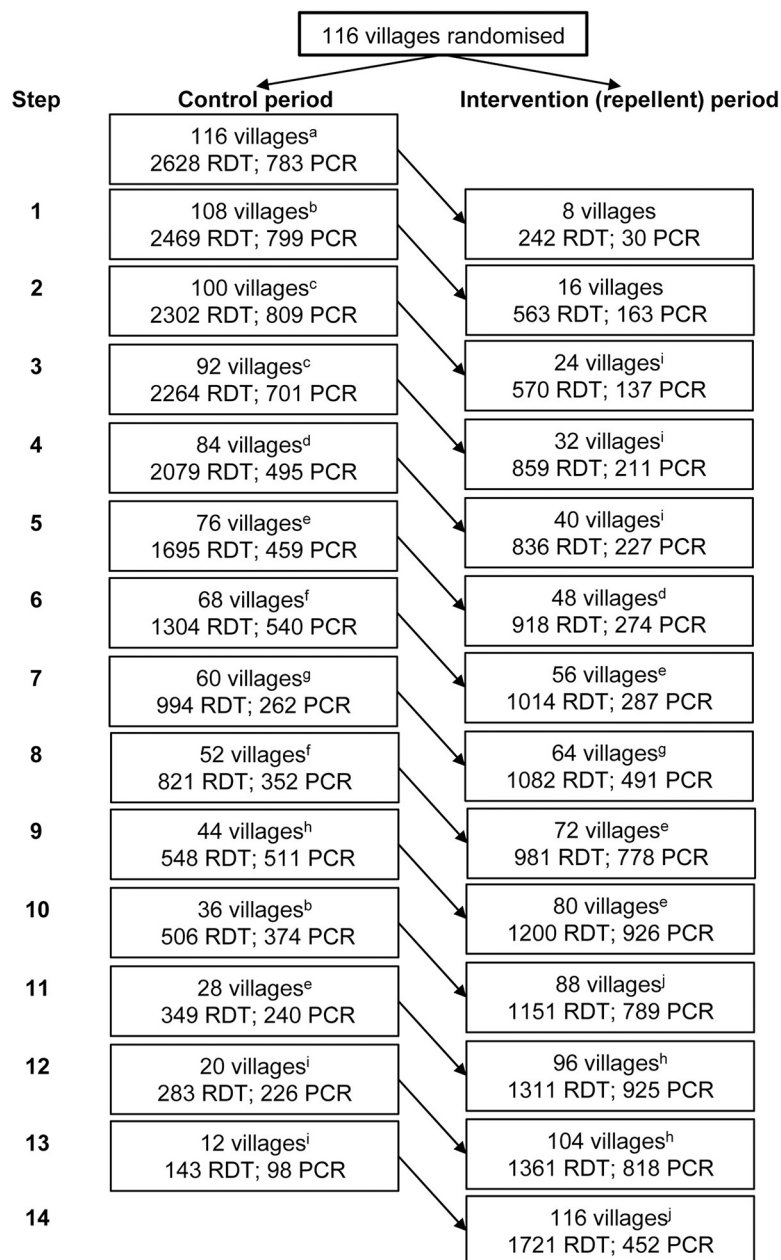 116 villages randomised
Step Control period Intervention (repellent) period
116 villagesᵃ
2628 RDT; 783 PCR
1 108 villagesᵇ 8 villages
2469 RDT; 799 PCR 242 RDT; 30 PCR
2 100 villagesᶜ 16 villages
2302 RDT; 809 PCR 563 RDT; 163 PCR
3 92 villagesᶜ 24 villagesⁱ
2264 RDT; 701 PCR 570 RDT; 137 PCR
4 84 villagesᵈ 32 villagesⁱ
2079 RDT; 495 PCR 859 RDT; 211 PCR
5 76 villagesᵉ 40 villagesⁱ
1695 RDT; 459 PCR 836 RDT; 227 PCR
6 68 villagesᶠ 48 villagesᵈ
1304 RDT; 540 PCR 918 RDT; 274 PCR
7 60 villagesᵍ 56 villagesᵉ
994 RDT; 262 PCR 1014 RDT; 287 PCR
8 52 villagesᶠ 64 villagesᵍ
821 RDT; 352 PCR 1082 RDT; 491 PCR
9 44 villagesʰ 72 villagesᵉ
548 RDT; 511 PCR 981 RDT; 778 PCR
10 36 villagesᵇ 80 villagesᵉ
506 RDT; 374 PCR 1200 RDT; 926 PCR
11 28 villagesᵉ 88 villagesʲ
349 RDT; 240 PCR 1151 RDT; 789 PCR
12 20 villagesⁱ 96 villagesʰ
283 RDT; 226 PCR 1311 RDT; 925 PCR
13 12 villagesⁱ 104 villagesʰ
143 RDT; 98 PCR 1361 RDT; 818 PCR
14 116 villagesʲ
1721 RDT; 452 PCR